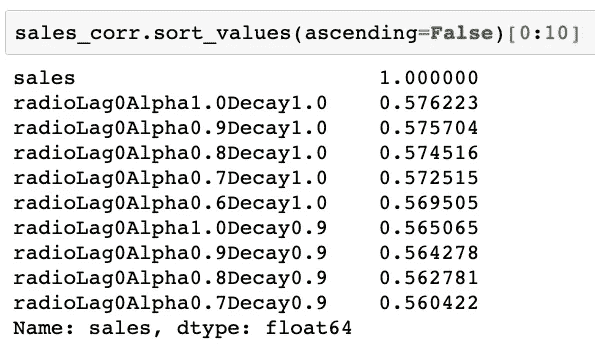 sales_corr.sort_values(ascending=False)[0:10]
sales 1.000000
radioLag0Alpha1.0Decay1.0 0.576223
radioLag0Alpha0.9Decay1.0 0.575704
radioLag0Alpha0.8Decay1.0 0.574516
radioLag0Alpha0.7Decay1.0 0.572515
radioLag0Alpha0.6Decay1.0 0.569505
radioLag0Alpha1.0Decay0.9 0.565065
radioLag0Alpha0.9Decay0.9 0.564278
radioLag0Alpha0.8Decay0.9 0.562781
radioLag0Alpha0.7Decay0.9 0.560422
Name: sales, dtype: float64